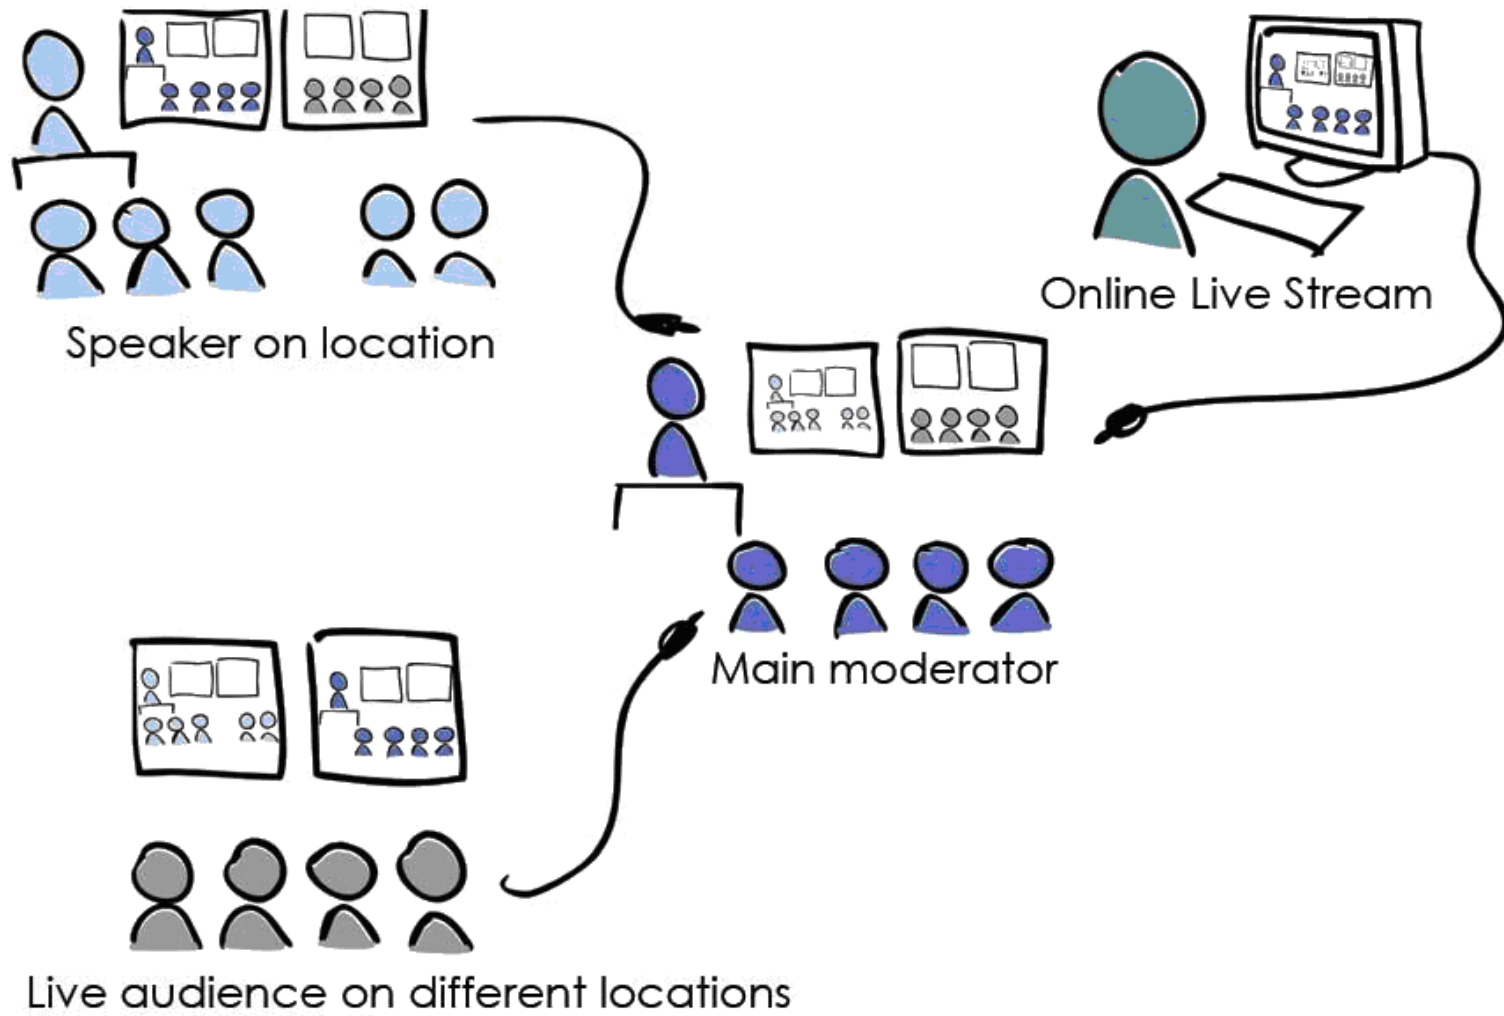 Online Live Stream
Speaker on location
Main moderator
Live audience on different locations